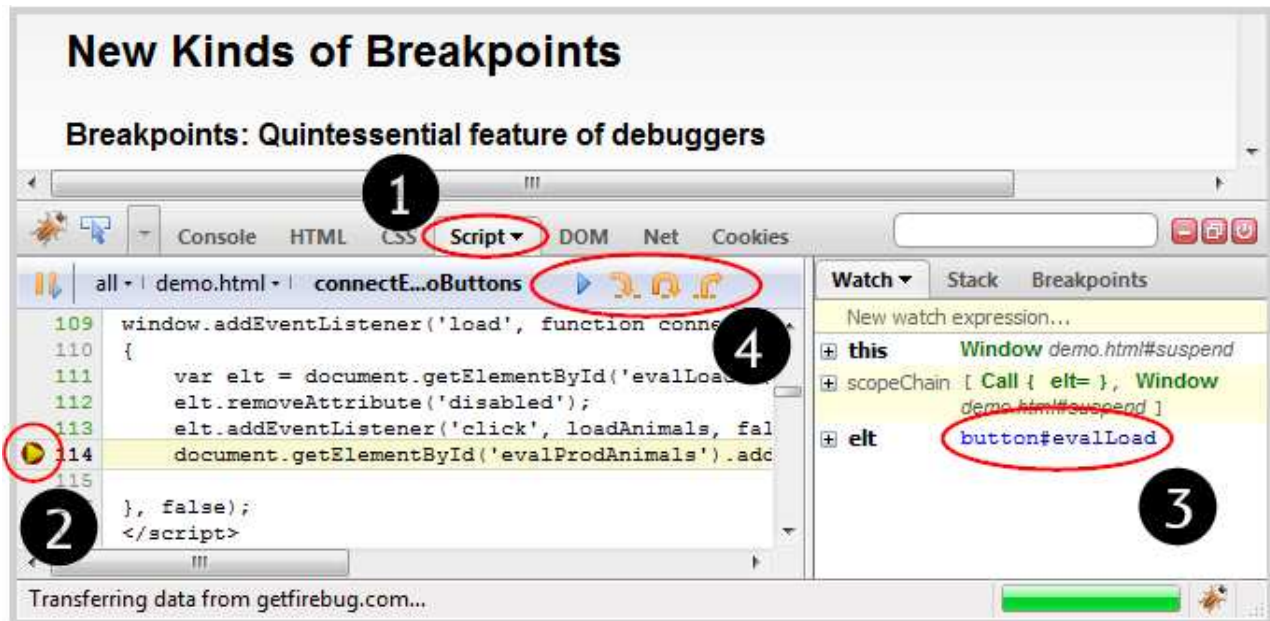 New Kinds of Breakpoints
Breakpoints: Quintessential feature of debuggers
1
Console HTML CSS Script DOM Net Cookies
all demo.html connectE...oButtons
Watch Stack Breakpoints
New watch expression...
109 window.addEventListener('load', function conne
110 {
111 var elt = document.getElementById('evalLoa
112 elt.removeAttribute('disabled');
113 elt.addEventListener('click', loadAnimals, fal
114 document.getElementById('evalProdAnimals').add
115
}, false);
</script>
4
2
this Window demo.html#suspend
scopeChain [ Call { elt= }, Window
demo.html#suspend ]
elt button#evalLoad
3
Transferring data from getfirebug.com...